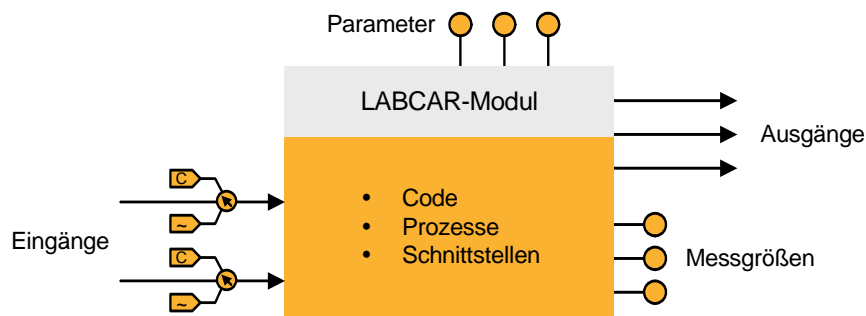 Parameter
LABCAR-Modul
Ausgänge
C
~
Eingänge
C
~
• Code
• Prozesse
• Schnittstellen
Messgrößen